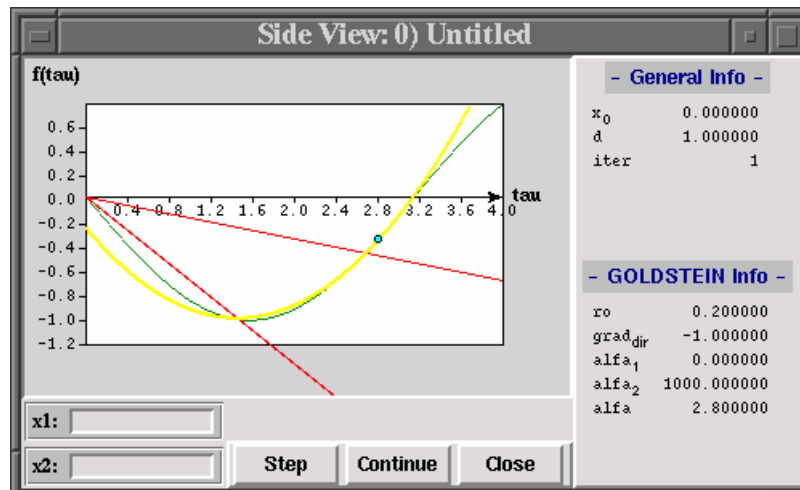 Side View: 0) Untitled
f(tau)
0.6
0.4
0.2
0.0
-0.2
-0.4
-0.6
-0.8
-1.0
-1.2
0.4 0.8 1.2 1.6 2.0 2.4 2.8 3.2 3.6 4.0
tau
- General Info -
x0 0.000000
d 1.000000
iter 1
- GOLDSTEIN Info -
ro 0.200000
grad_dir -1.000000
alfa1 0.000000
alfa2 1000.000000
alfa 2.800000
x1:
x2:
Step Continue Close